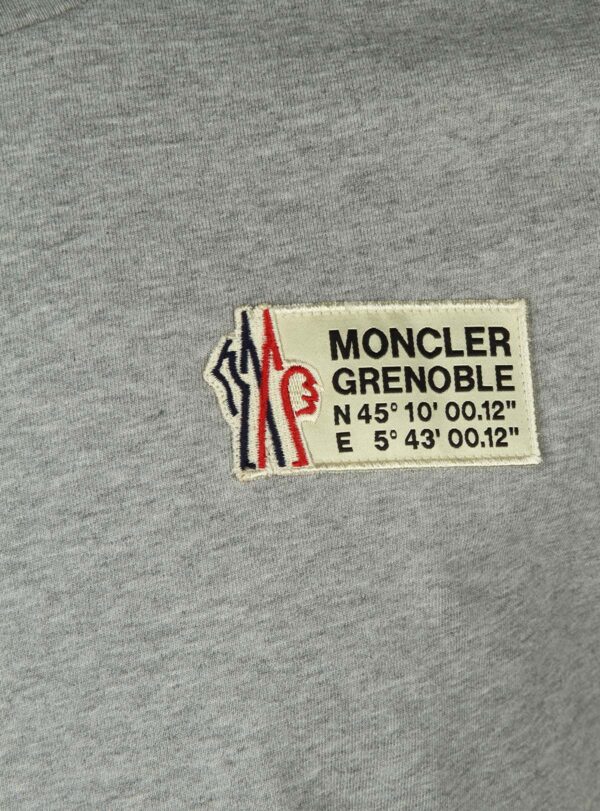 MONCLER
GRENOBLE
N 45° 10' 00.12"
E 5° 43' 00.12"